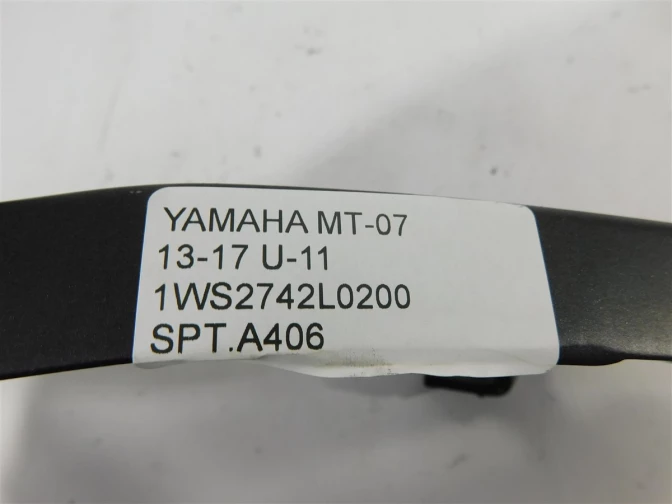 YAMAHA MT-07
13-17 U-11
1WS2742L0200
SPT.A406